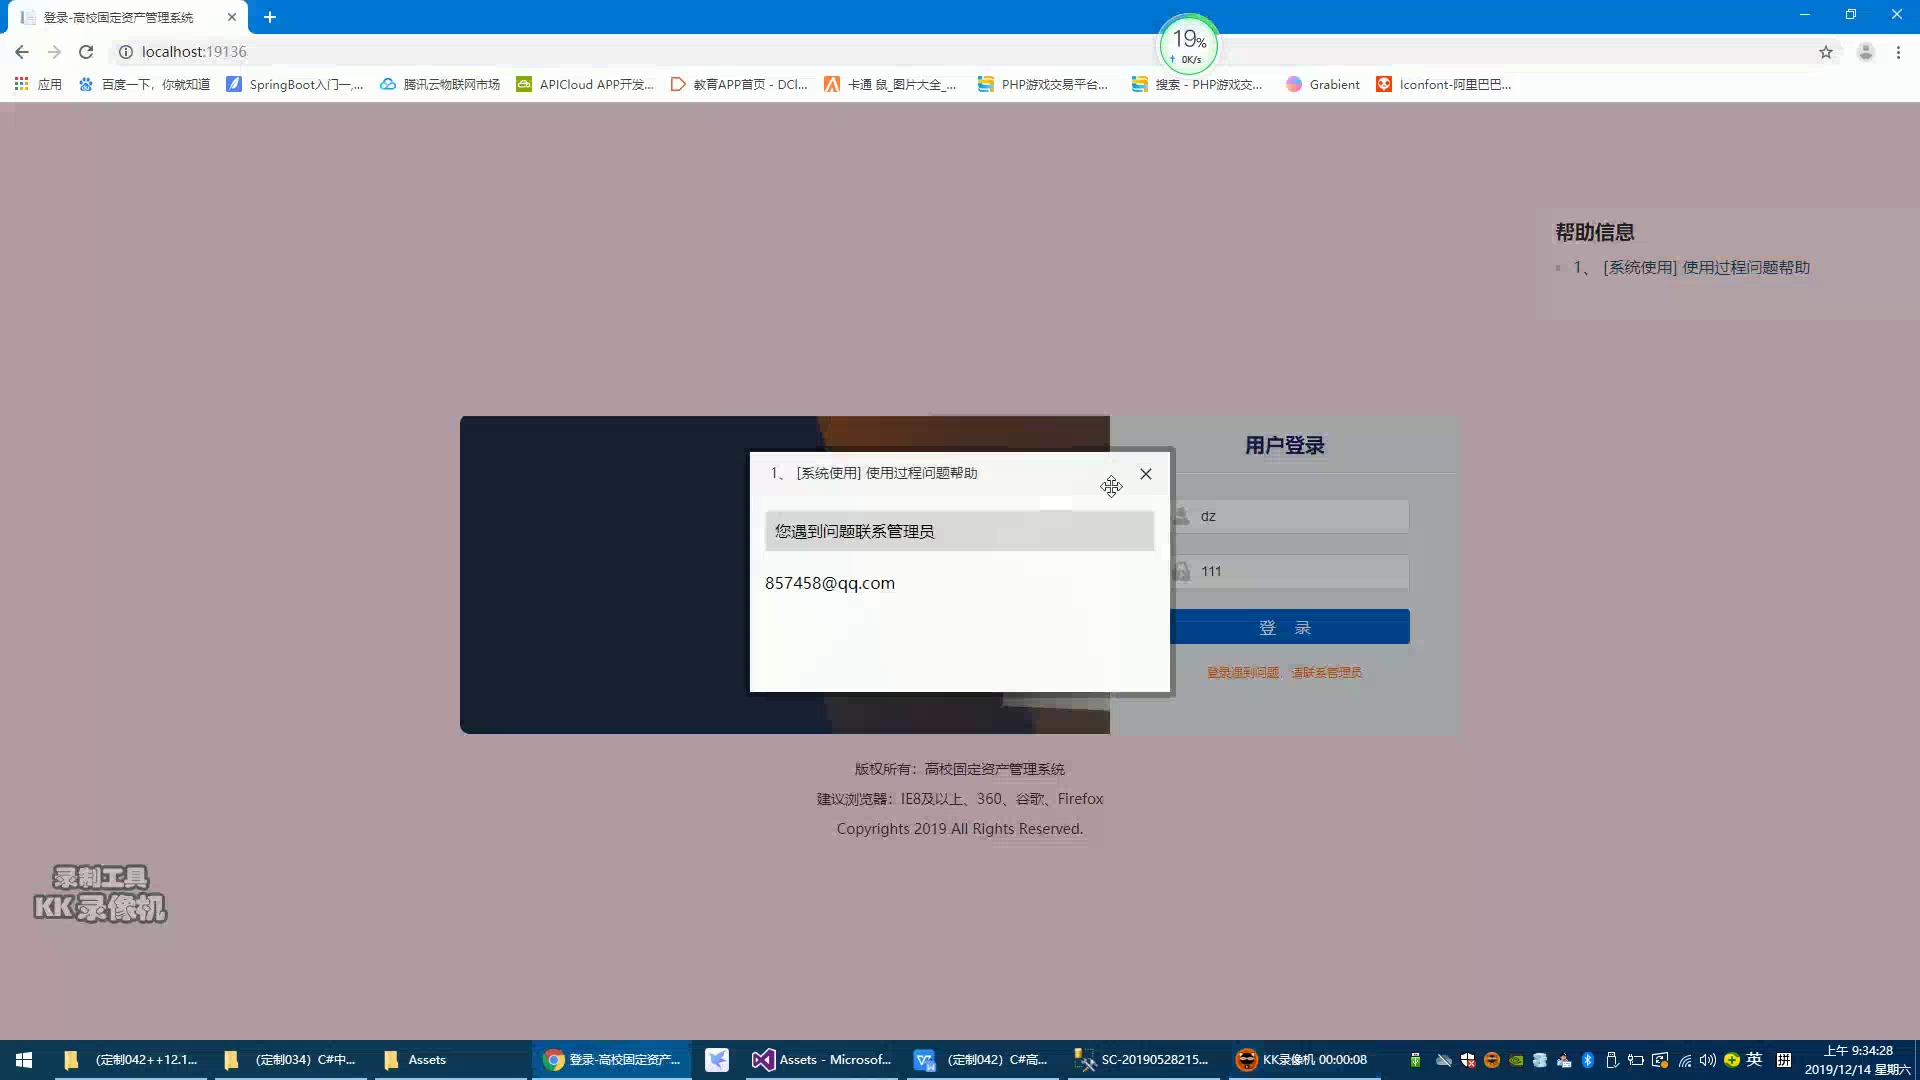 登录-高校固定资产管理系统
localhost:19136
19%
0K/s
应用
百度一下，你就知道
SpringBoot入门一,...
腾讯云物联网市场
APICloud APP开发...
教育APP首页 - DCl...
卡通 鼠_图片大全_...
PHP游戏交易平台...
搜索 - PHP游戏交...
Grabient
Iconfont-阿里巴巴...
帮助信息
1、 [系统使用] 使用过程问题帮助
用户登录
1、 [系统使用] 使用过程问题帮助
您遇到问题联系管理员
857458@qq.com
dz
111
登 录
登录遇到问题，请联系管理员
版权所有：高校固定资产管理系统
建议浏览器：IE8及以上、360、谷歌、Firefox
Copyrights 2019 All Rights Reserved.
录制工具
KK录像机
(定制042++12.1...
(定制034）C#中...
Assets
登录-高校固定资产...
Assets - Microsof...
(定制042）C#高...
SC-20190528215...
KK录像机 00:00:08
英
拼
上午 9:34:28
2019/12/14 星期六